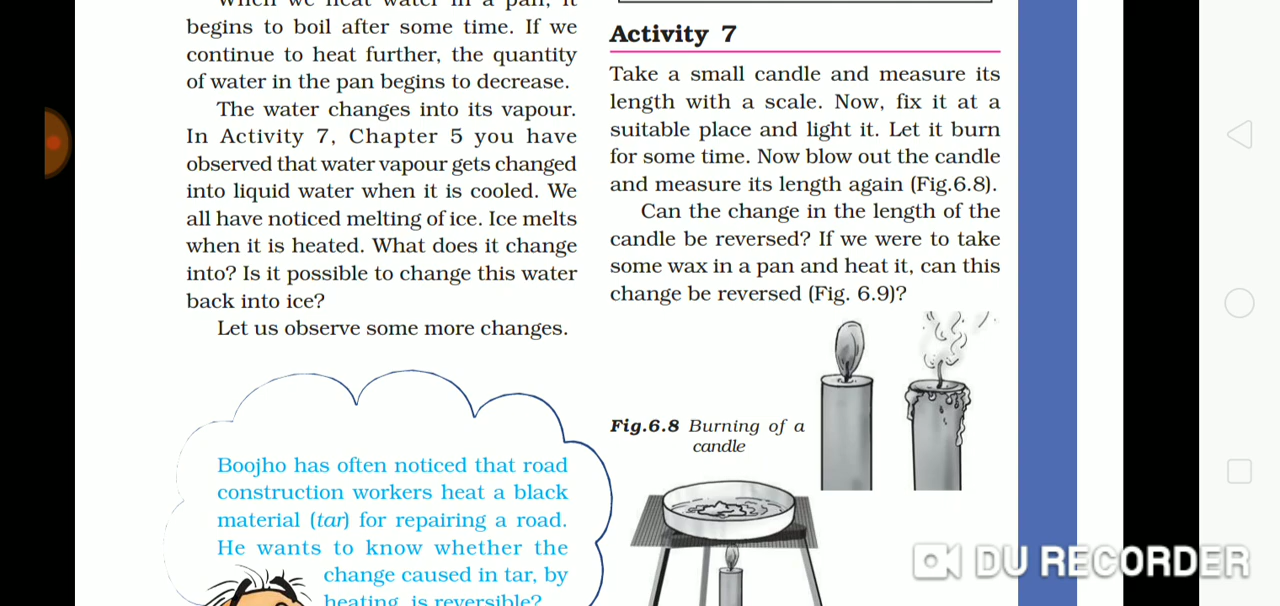 When we heat water in a pan, it
begins to boil after some time. If we
continue to heat further, the quantity
of water in the pan begins to decrease.
The water changes into its vapour.
In Activity 7, Chapter 5 you have
observed that water vapour gets changed
into liquid water when it is cooled. We
all have noticed melting of ice. Ice melts
when it is heated. What does it change
into? Is it possible to change this water
back into ice?
Let us observe some more changes.
Boojho has often noticed that road
construction workers heat a black
material (tar) for repairing a road.
He wants to know whether the
change caused in tar, by
heating, is reversible?
Activity 7
Take a small candle and measure its
length with a scale. Now, fix it at a
suitable place and light it. Let it burn
for some time. Now blow out the candle
and measure its length again (Fig.6.8).
Can the change in the length of the
candle be reversed? If we were to take
some wax in a pan and heat it, can this
change be reversed (Fig. 6.9)?
Fig.6.8 Burning of a
candle
DU RECORDER